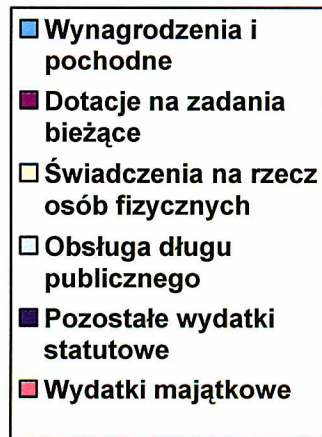 Wynagrodzenia i
pochodne
Dotacje na zadania
bieżące
Świadczenia na rzecz
osób fizycznych
Obsługa długu
publicznego
Pozostałe wydatki
statutowe
Wydatki majątkowe